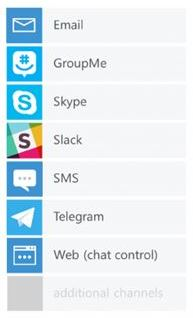 Email
GroupMe
Skype
Slack
SMS
Telegram
Web (chat control)
additional channels